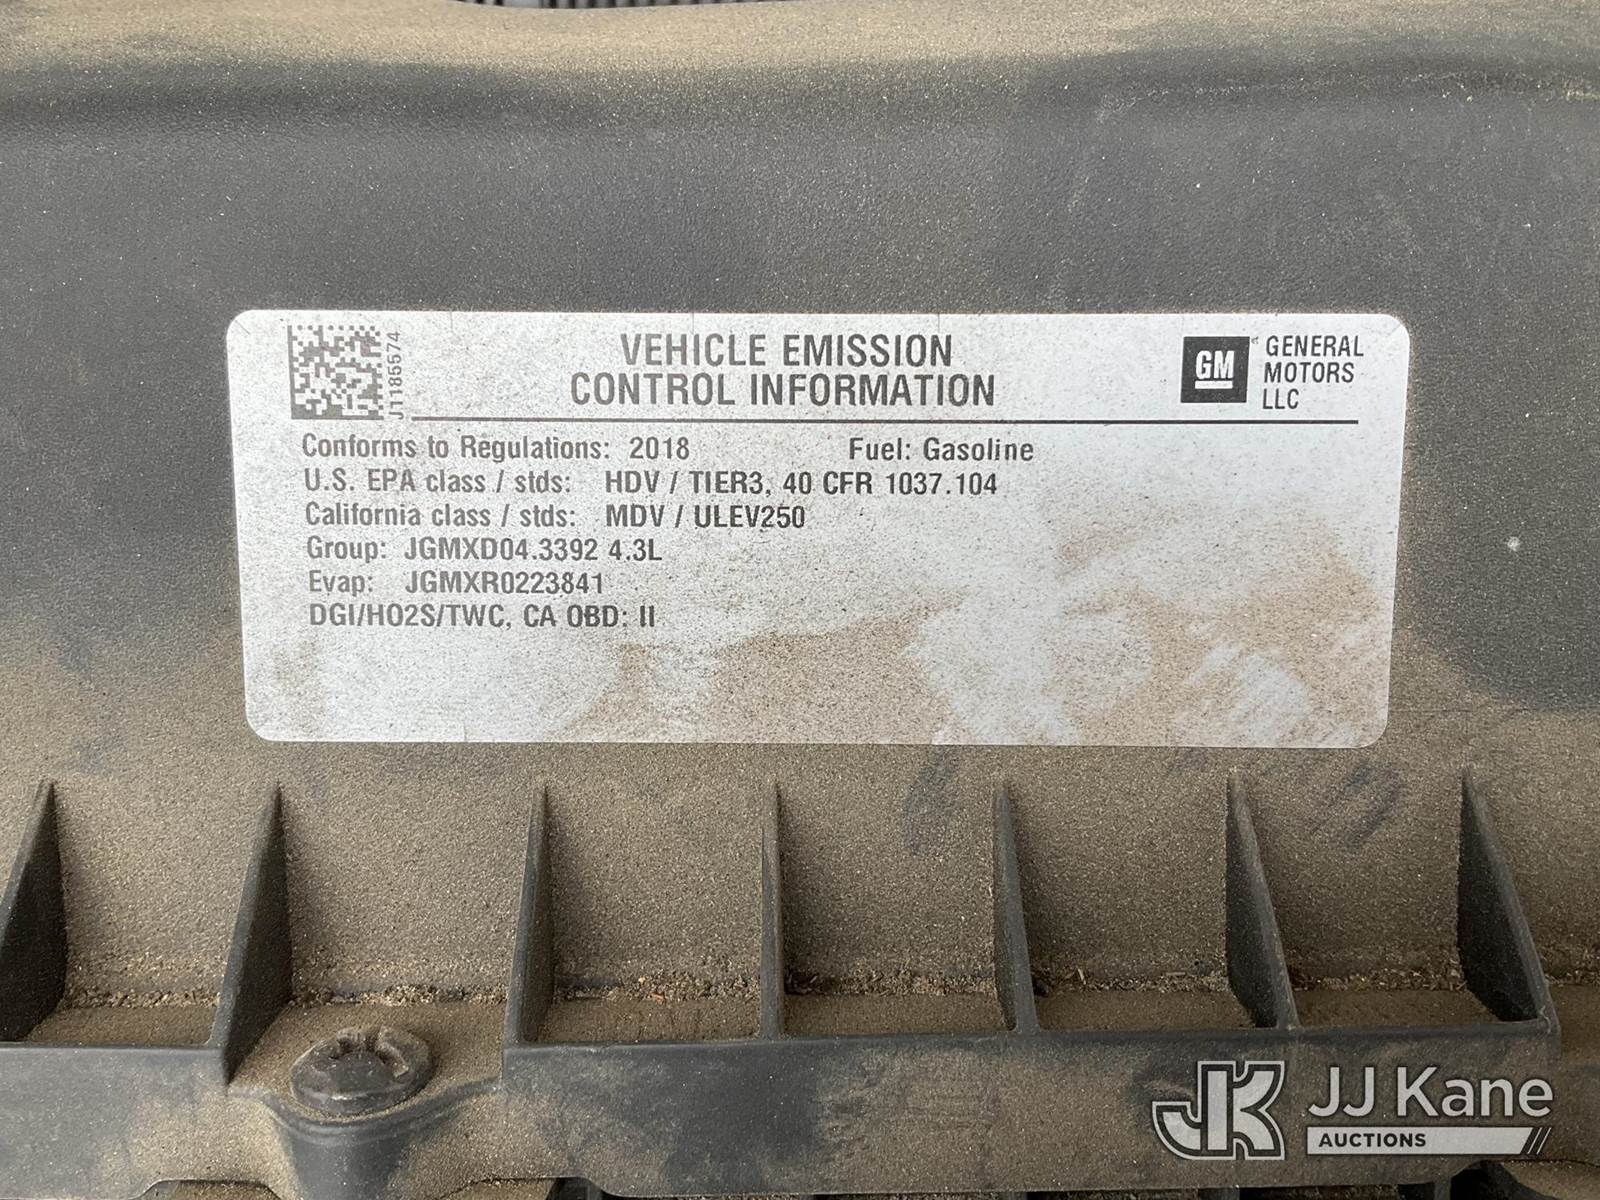 J1185574
VEHICLE EMISSION
CONTROL INFORMATION
GM
GENERAL
MOTORS
LLC
Conforms to Regulations: 2018 Fuel: Gasoline
U.S. EPA class / stds: HDV / TIER3, 40 CFR 1037.104
California class / stds: MDV / ULEV250
Group: JGMXD04.3392 4.3L
Evap: JGMXR0223841
DGI/HO2S/TWC, CA OBD: II
JK JJ Kane
AUCTIONS